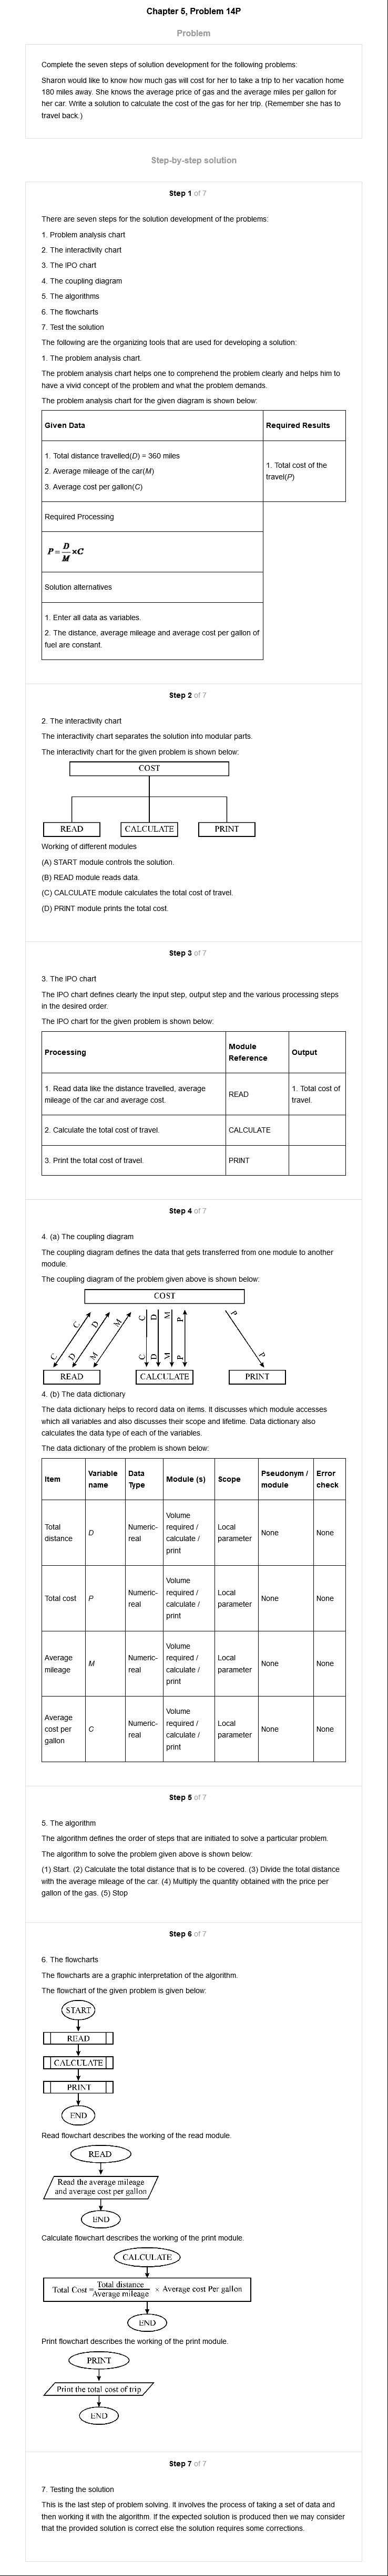 Chapter 5, Problem 14P
Problem
Complete the seven steps of solution development for the following problems:
Sharon would like to know how much gas will cost for her to take a trip to her vacation home
180 miles away. She knows the average price of gas and the average miles per gallon for
her car. Write a solution to calculate the cost of the gas for her trip. (Remember she has to
travel back.)
Step-by-step solution
Step 1 of 7
There are seven steps for the solution development of the problems:
1. Problem analysis chart
2. The interactivity chart
3. The IPO chart
4. The coupling diagram
5. The algorithms
6. The flowcharts
7. Test the solution
The following are the organizing tools that are used for developing a solution:
1. The problem analysis chart.
The problem analysis chart helps one to comprehend the problem clearly and helps him to
have a vivid concept of the problem and what the problem demands.
The problem analysis chart for the given diagram is shown below:
Given Data
Required Results
1. Total distance travelled(D) = 360 miles
2. Average mileage of the car(M)
3. Average cost per gallon(C)
1. Total cost of the
travel(P)
Required Processing
P = D/M ×C
Solution alternatives
1. Enter all data as variables.
2. The distance, average mileage and average cost per gallon of
fuel are constant.
Step 2 of 7
2. The interactivity chart
The interactivity chart separates the solution into modular parts.
The interactivity chart for the given problem is shown below:
COST
READ CALCULATE PRINT
Working of different modules
(A) START module controls the solution.
(B) READ module reads data.
(C) CALCULATE module calculates the total cost of travel.
(D) PRINT module prints the total cost.
Step 3 of 7
3. The IPO chart
The IPO chart defines clearly the input step, output step and the various processing steps
in the desired order.
The IPO chart for the given problem is shown below:
Processing
Module
Reference
Output
1. Read data like the distance travelled, average
mileage of the car and average cost.
READ
1. Total cost of
travel.
2. Calculate the total cost of travel.
CALCULATE
3. Print the total cost of travel.
PRINT
Step 4 of 7
4. (a) The coupling diagram
The coupling diagram defines the data that gets transferred from one module to another
module.
The coupling diagram of the problem given above is shown below:
COST
C D M C D M P P
C D M C D M P P
READ CALCULATE PRINT
4. (b) The data dictionary
The data dictionary helps to record data on items. It discusses which module accesses
which all variables and also discusses their scope and lifetime. Data dictionary also
calculates the data type of each of the variables.
The data dictionary of the problem is shown below:
Item
Variable
name
Data
Type
Module (s)
Scope
Pseudonym /
module
Error
check
Total
distance
D
Numeric-
real
Volume
required /
calculate /
print
Local
parameter
None
None
Total cost
P
Numeric-
real
Volume
required /
calculate /
print
Local
parameter
None
None
Average
mileage
M
Numeric-
real
Volume
required /
calculate /
print
Local
parameter
None
None
Average
cost per
gallon
C
Numeric-
real
Volume
required /
calculate /
print
Local
parameter
None
None
Step 5 of 7
5. The algorithm
The algorithm defines the order of steps that are initiated to solve a particular problem.
The algorithm to solve the problem given above is shown below:
(1) Start. (2) Calculate the total distance that is to be covered. (3) Divide the total distance
with the average mileage of the car. (4) Multiply the quantity obtained with the price per
gallon of the gas. (5) Stop
Step 6 of 7
6. The flowcharts
The flowcharts are a graphic interpretation of the algorithm.
The flowchart of the given problem is given below:
START
READ
CALCULATE
PRINT
END
Read flowchart describes the working of the read module.
READ
Read the average mileage
and average cost per gallon
END
Calculate flowchart describes the working of the print module.
CALCULATE
Total Cost = Total distance / Average mileage × Average cost Per gallon
END
Print flowchart describes the working of the print module.
PRINT
Print the total cost of trip
END
Step 7 of 7
7. Testing the solution
This is the last step of problem solving. It involves the process of taking a set of data and
then working it with the algorithm. If the expected solution is produced then we may consider
that the provided solution is correct else the solution requires some corrections.